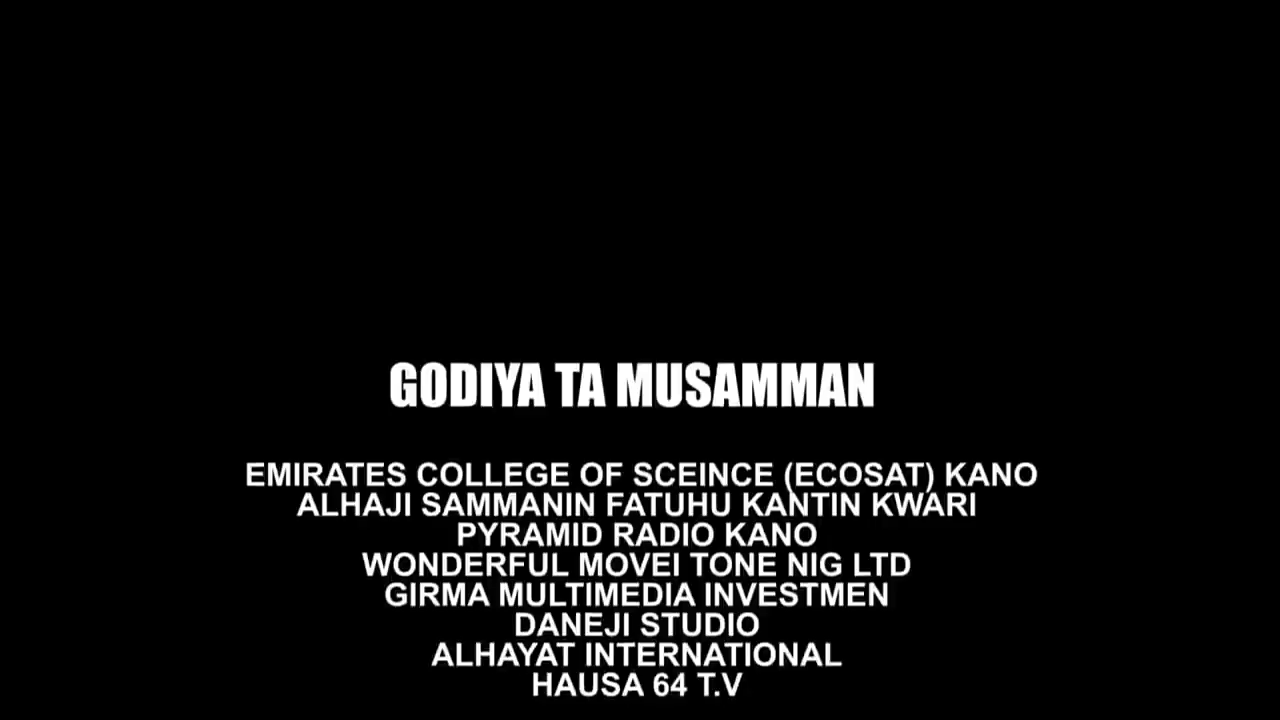 GODIYA TA MUSAMMAN
EMIRATES COLLEGE OF SCEINCE (ECOSAT) KANO
ALHAJI SAMMANIN FATUHU KANTIN KWARI
PYRAMID RADIO KANO
WONDERFUL MOVEI TONE NIG LTD
GIRMA MULTIMEDIA INVESTMEN
DANEJI STUDIO
ALHAYAT INTERNATIONAL
HAUSA 64 T.V